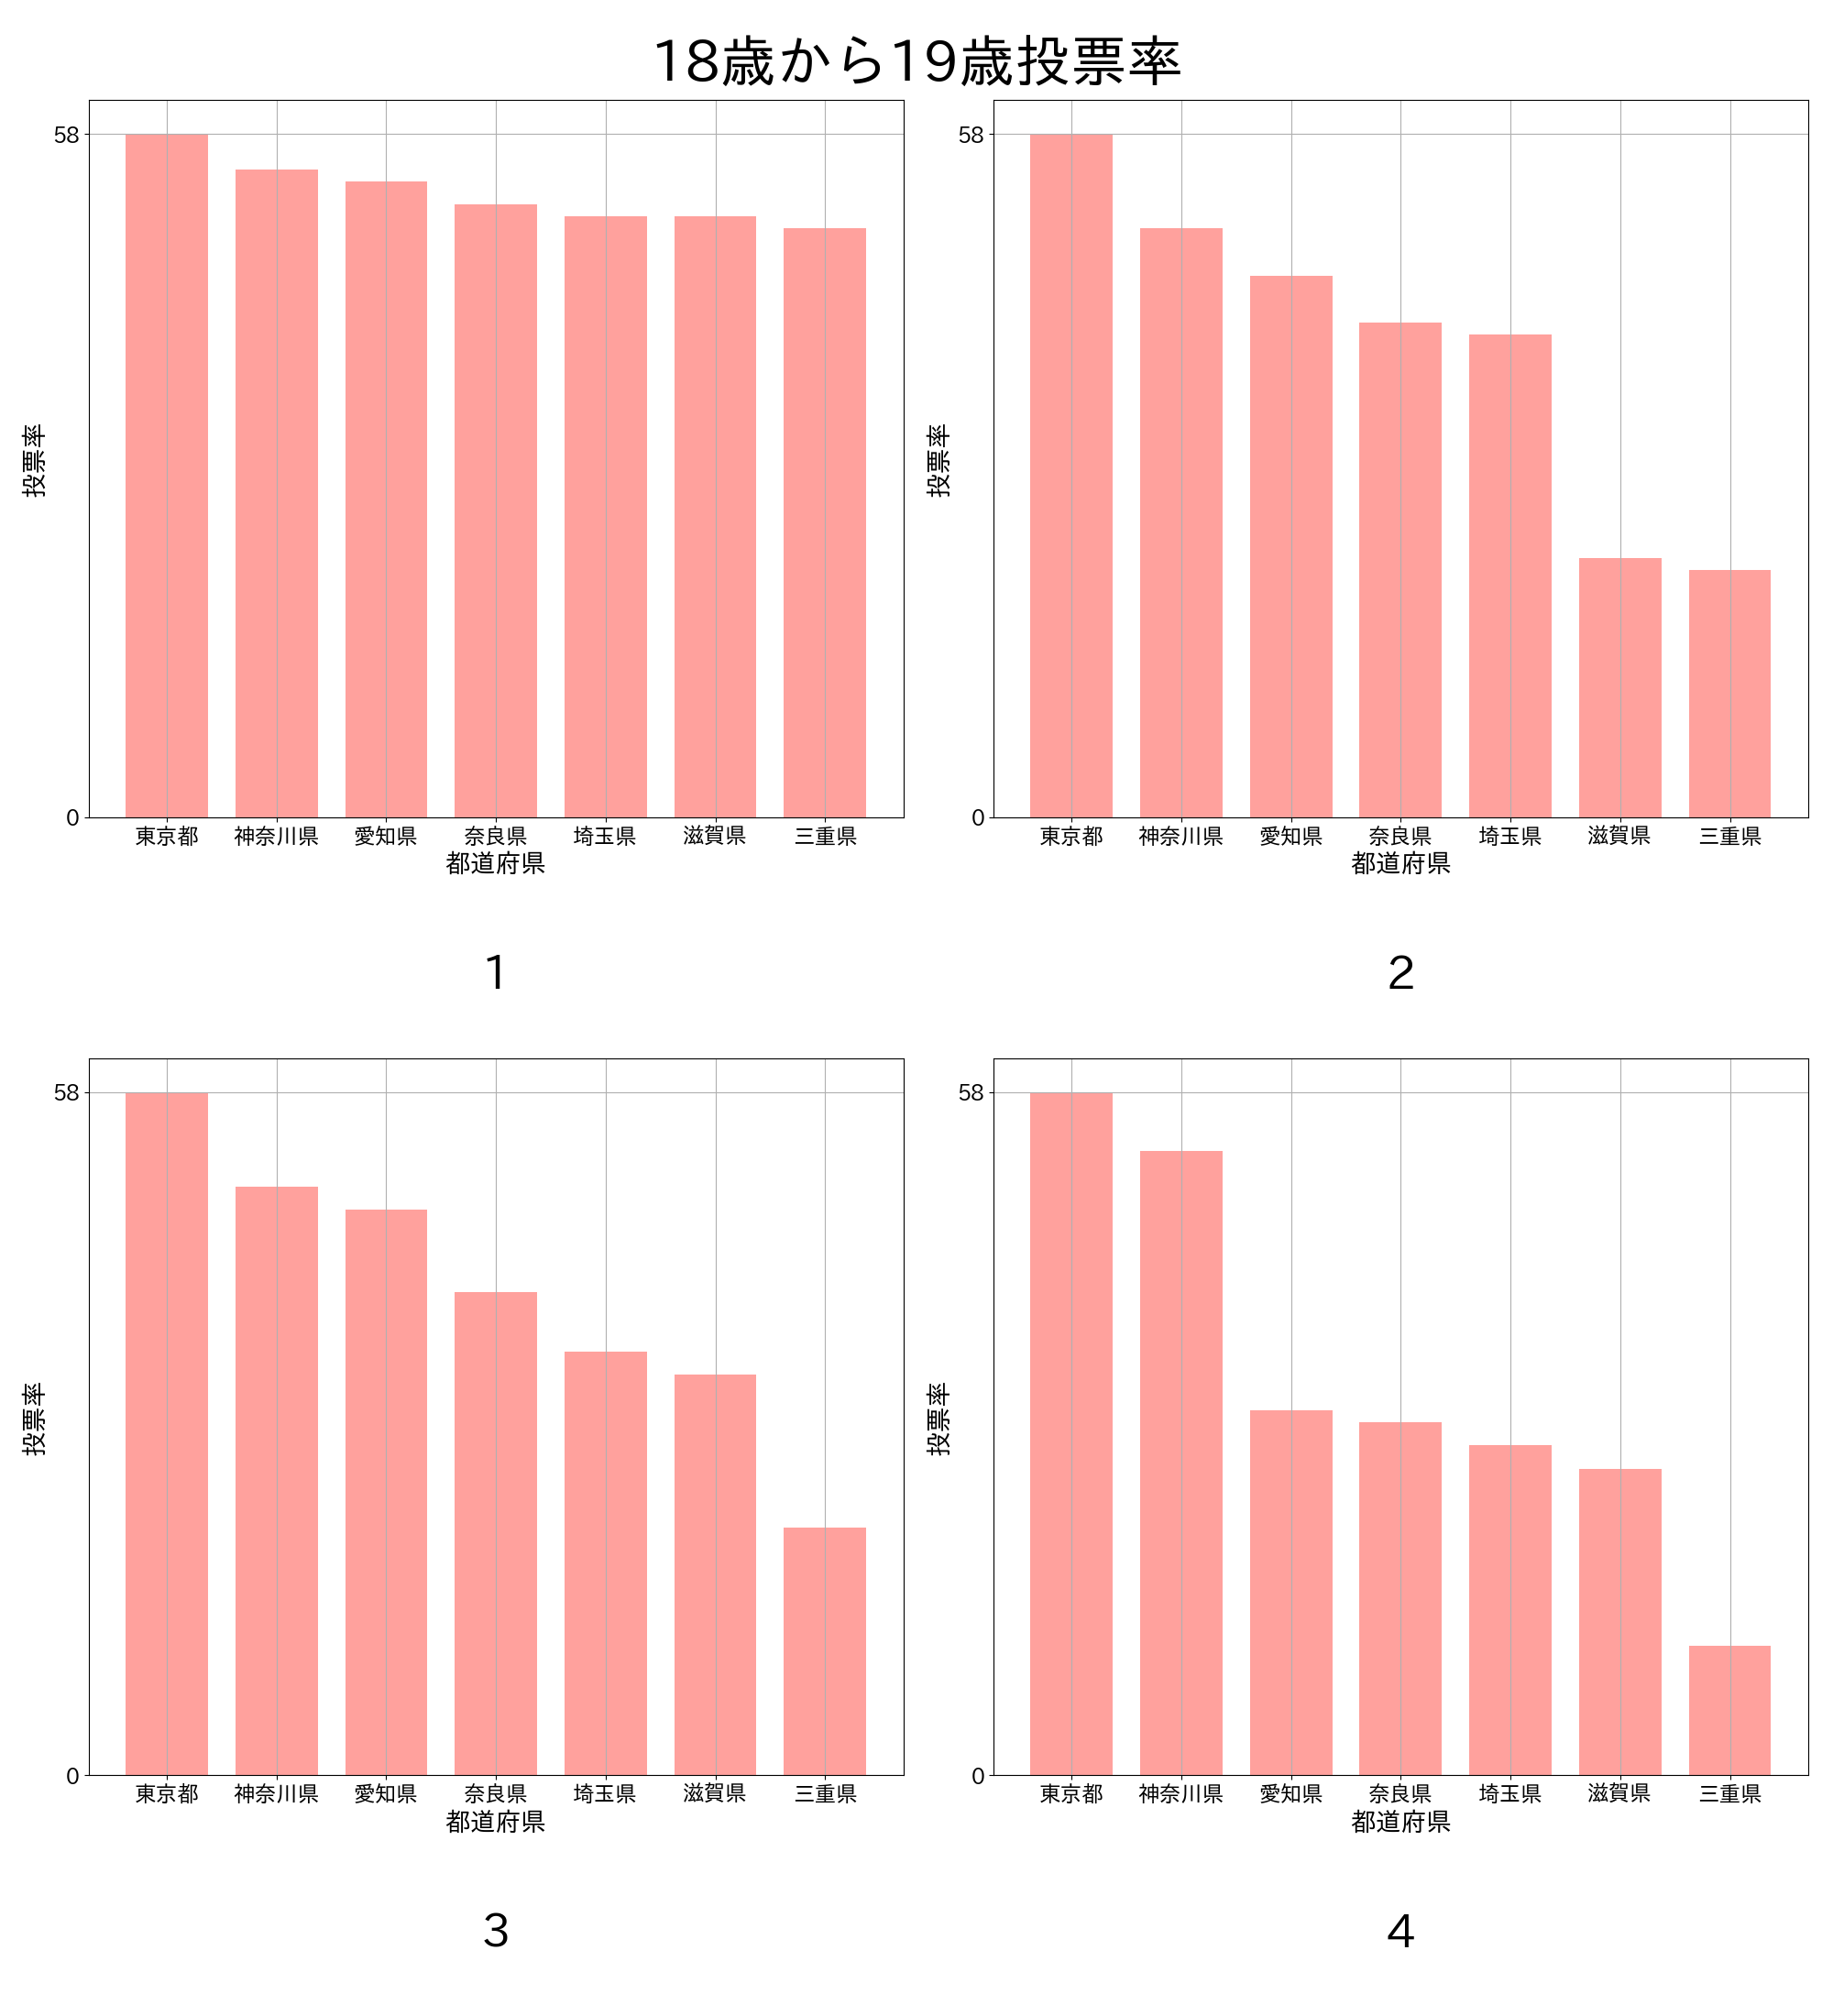 18歳から19歳投票率
58
0
投票率
東京都 神奈川県 愛知県 奈良県 埼玉県 滋賀県 三重県
都道府県
1
58
0
投票率
東京都 神奈川県 愛知県 奈良県 埼玉県 滋賀県 三重県
都道府県
2
58
0
投票率
東京都 神奈川県 愛知県 奈良県 埼玉県 滋賀県 三重県
都道府県
3
58
0
投票率
東京都 神奈川県 愛知県 奈良県 埼玉県 滋賀県 三重県
都道府県
4